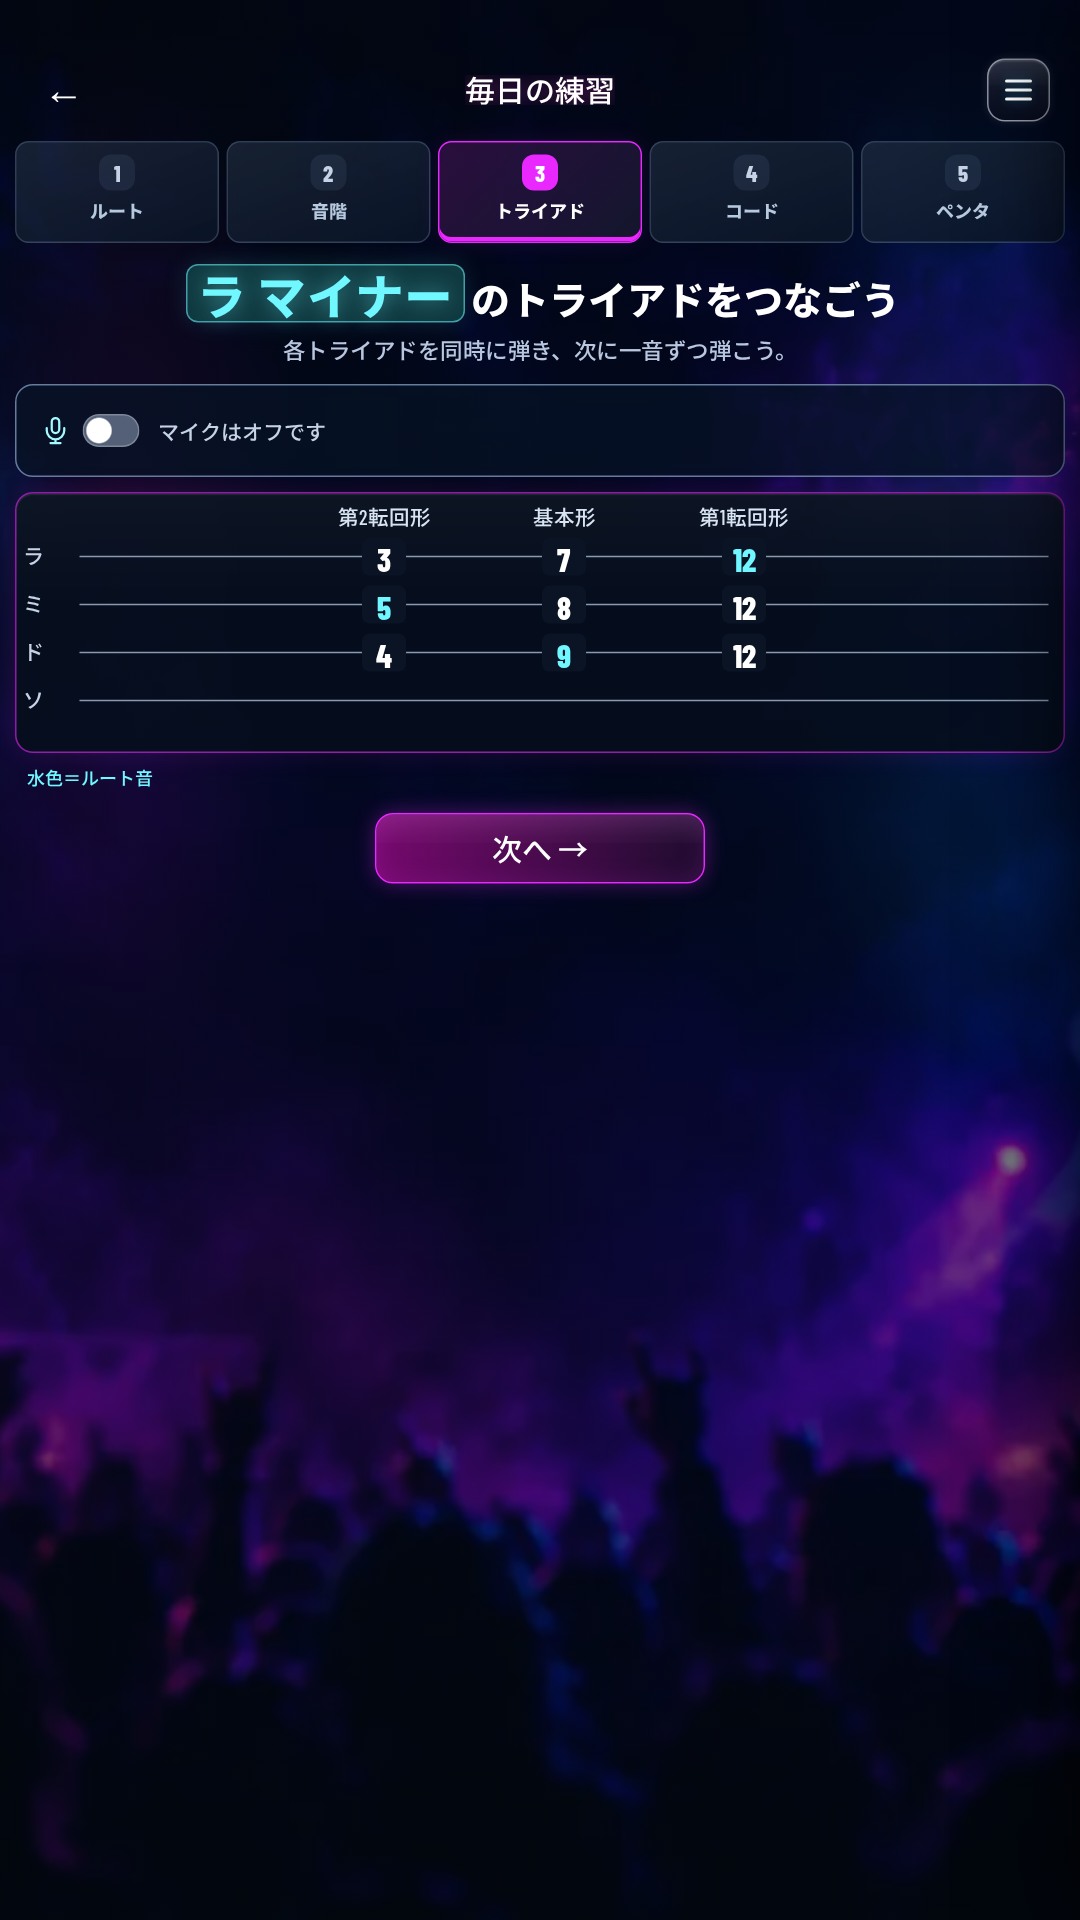 ← 毎日の練習
1 2 3 4 5
ルート 音階 トライアド コード ペンタ
ラ マイナー のトライアドをつなごう
各トライアドを同時に弾き、次に一音ずつ弾こう。
マイクはオフです
第2転回形 基本形 第1転回形
ラ 3 7 12
ミ 5 8 12
ド 4 9 12
ソ
水色＝ルート音
次へ →